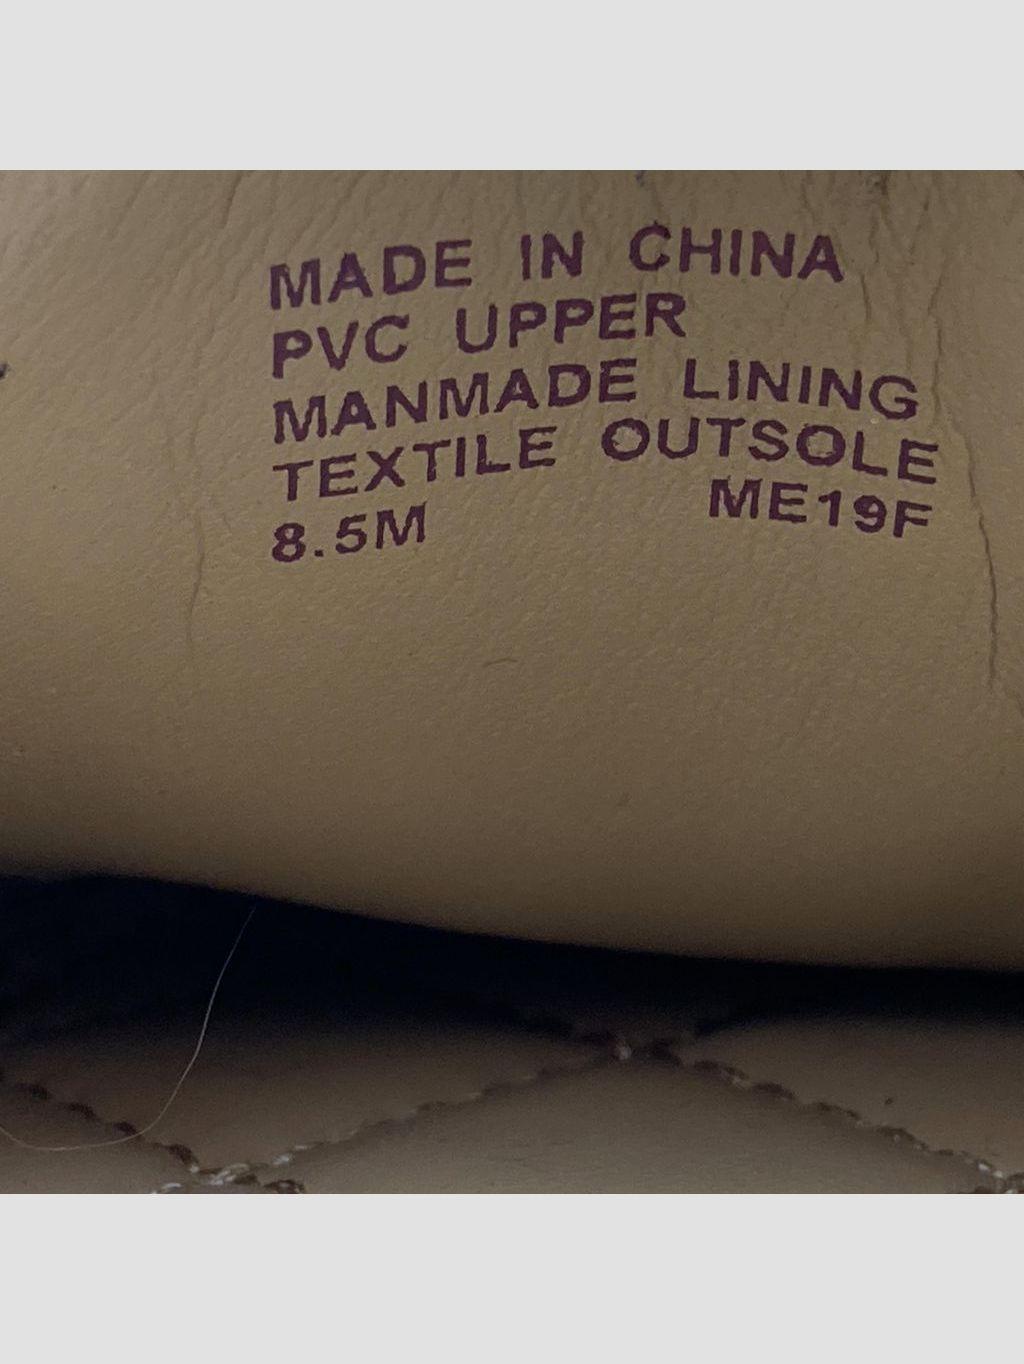 MADE IN CHINA
PVC UPPER
MANMADE LINING
TEXTILE OUTSOLE
8.5M ME19F